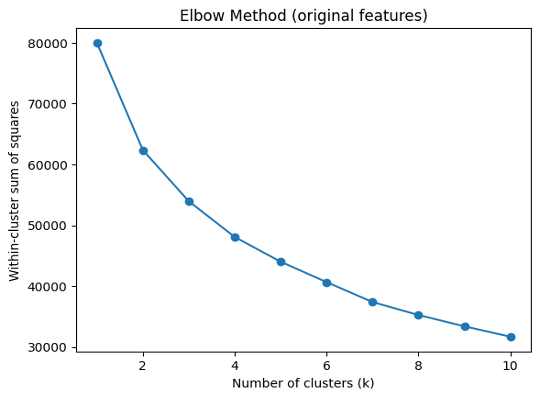 Elbow Method (original features)
80000
70000
60000
50000
40000
30000
Within-cluster sum of squares
2 4 6 8 10
Number of clusters (k)